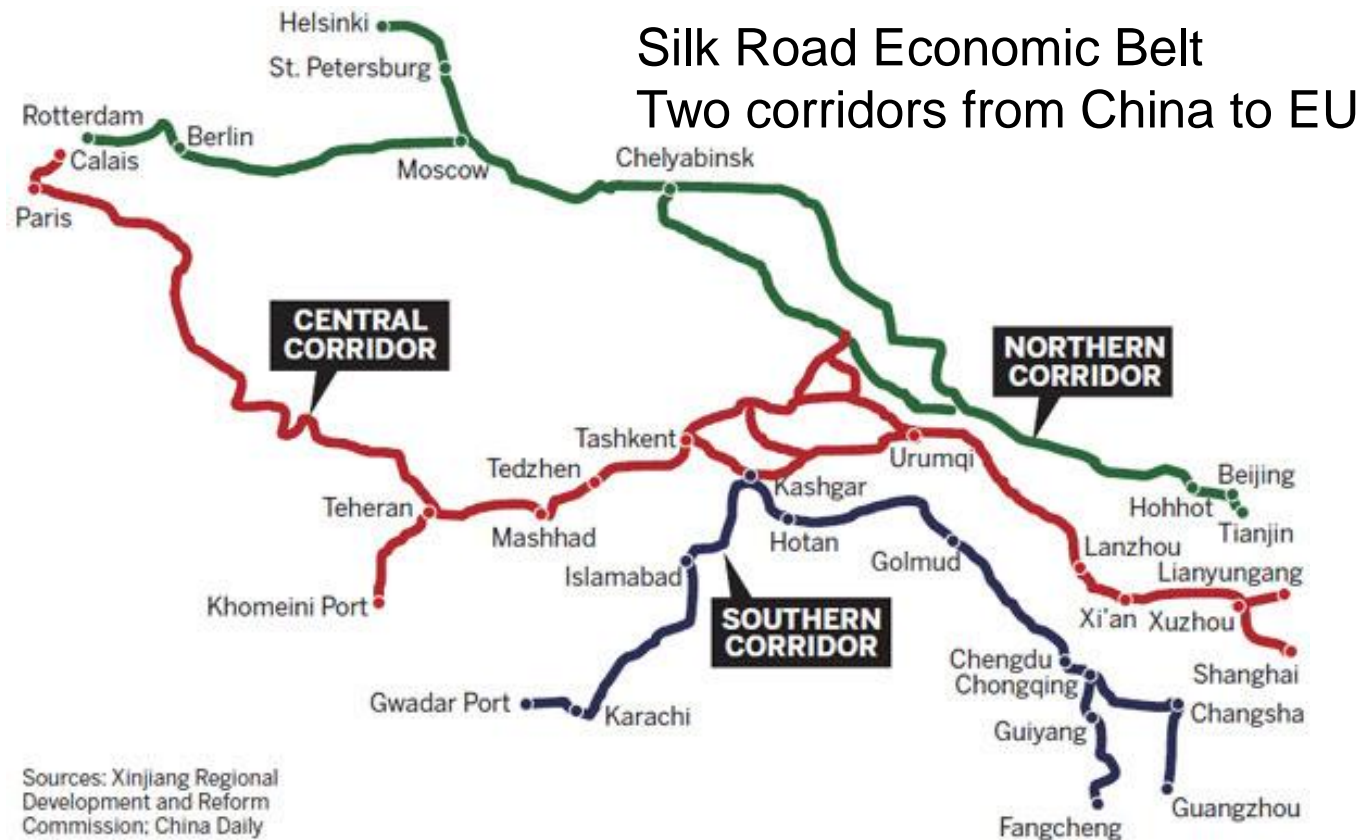 Silk Road Economic Belt
Two corridors from China to EU
Helsinki
St. Petersburg
Rotterdam
Calais
Berlin
Paris
Moscow
Chelyabinsk
CENTRAL
CORRIDOR
NORTHERN
CORRIDOR
Tashkent
Tedzhen
Teheran
Mashhad
Khomeini Port
Urumqi
Kashgar
Hotan
Golmud
Islamabad
Beijing
Hohhot
Tianjin
Lanzhou
Lianyungang
Xi'an
Xuzhou
Shanghai
SOUTHERN
CORRIDOR
Gwadar Port
Karachi
Chengdu
Chongqing
Changsha
Guiyang
Guangzhou
Fangcheng
Sources: Xinjiang Regional
Development and Reform
Commission; China Daily